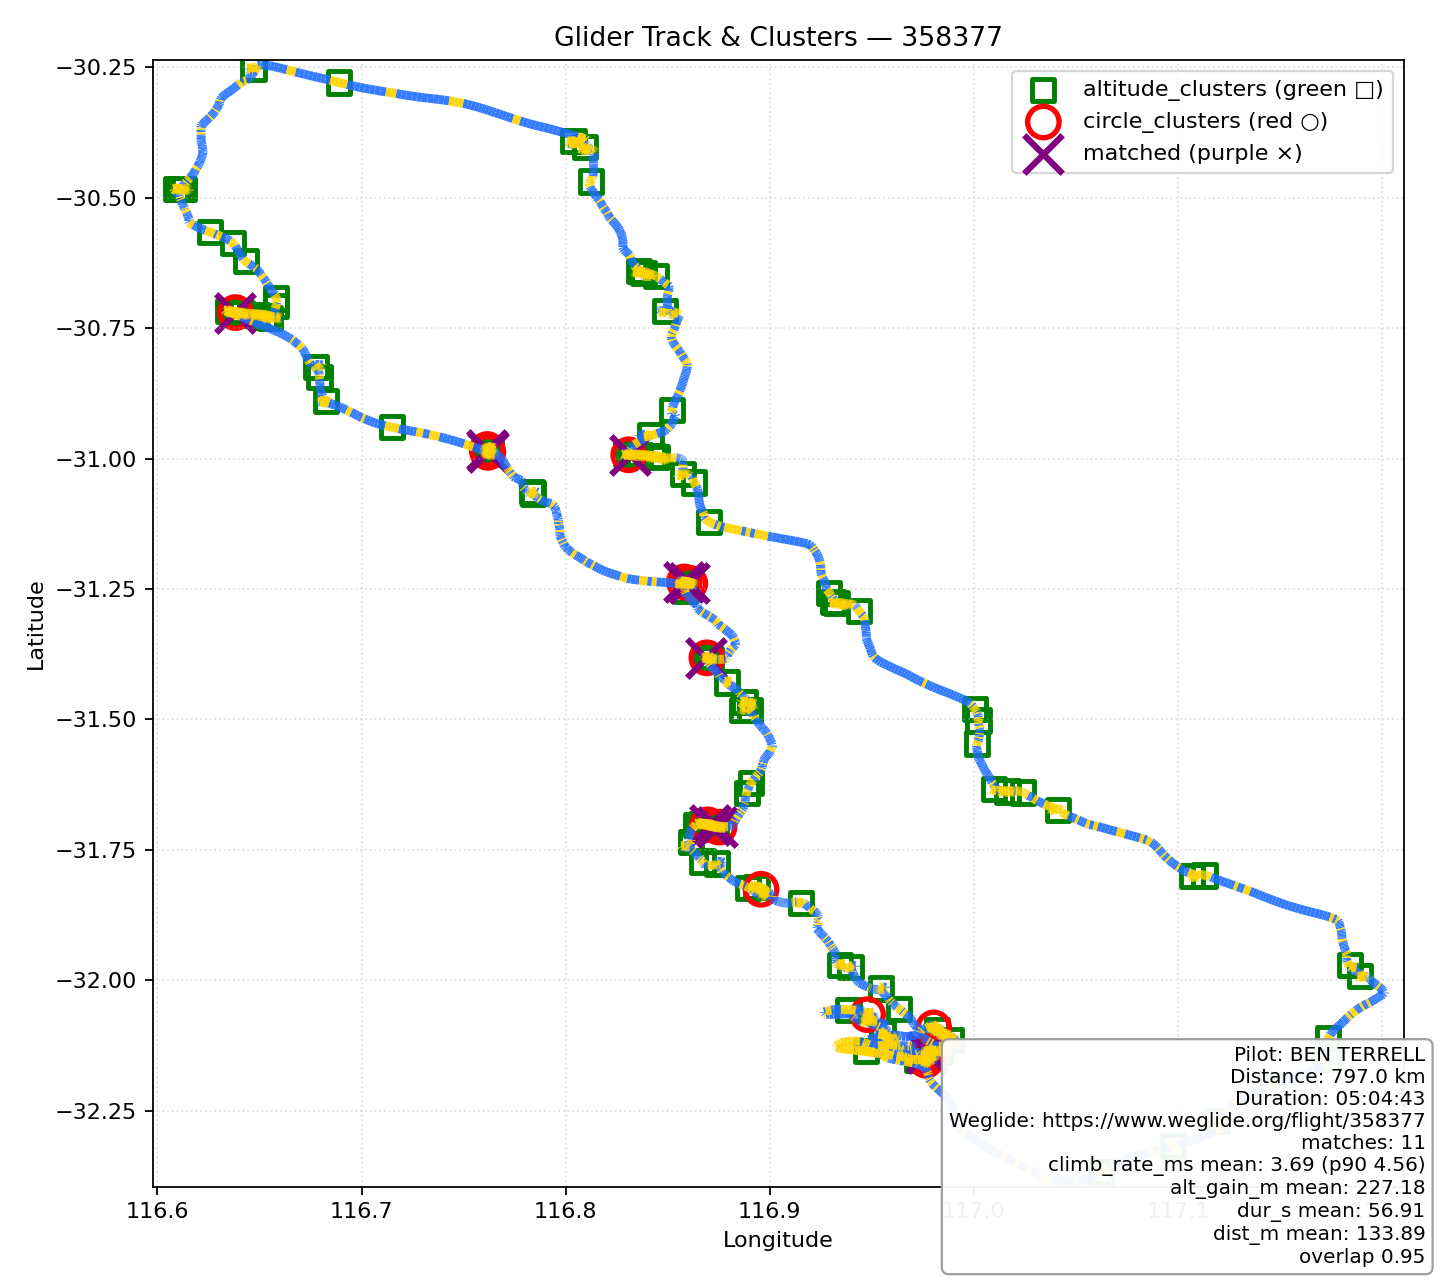 Glider Track & Clusters — 358377
altitude_clusters (green □)
circle_clusters (red ○)
matched (purple ×)
−30.25
−30.50
−30.75
−31.00
−31.25
−31.50
−31.75
−32.00
−32.25
Latitude
116.6
116.7
116.8
116.9
117.0
117.1
Longitude
Pilot: BEN TERRELL
Distance: 797.0 km
Duration: 05:04:43
Weglide: https://www.weglide.org/flight/358377
matches: 11
climb_rate_ms mean: 3.69 (p90 4.56)
alt_gain_m mean: 227.18
dur_s mean: 56.91
dist_m mean: 133.89
overlap 0.95